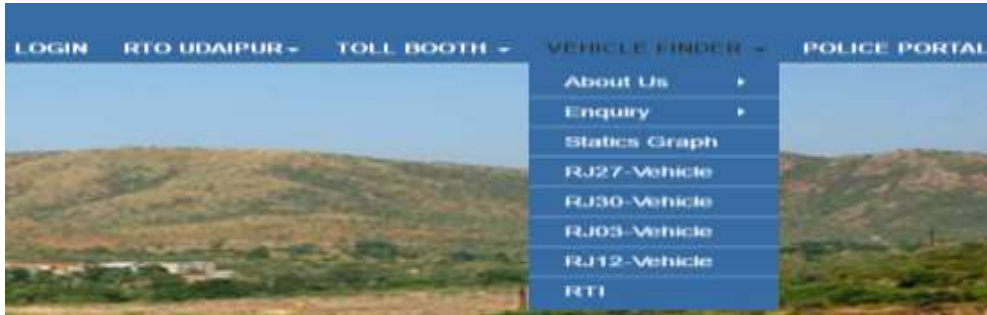 LOGIN RTO UDAIPUR TOLL BOOTH VEHICLE FINDER POLICE PORTAL
About Us
Enquiry
Statics Graph
RJ27-Vehicle
RJ30-Vehicle
RJ03-Vehicle
RJ12-Vehicle
RTI